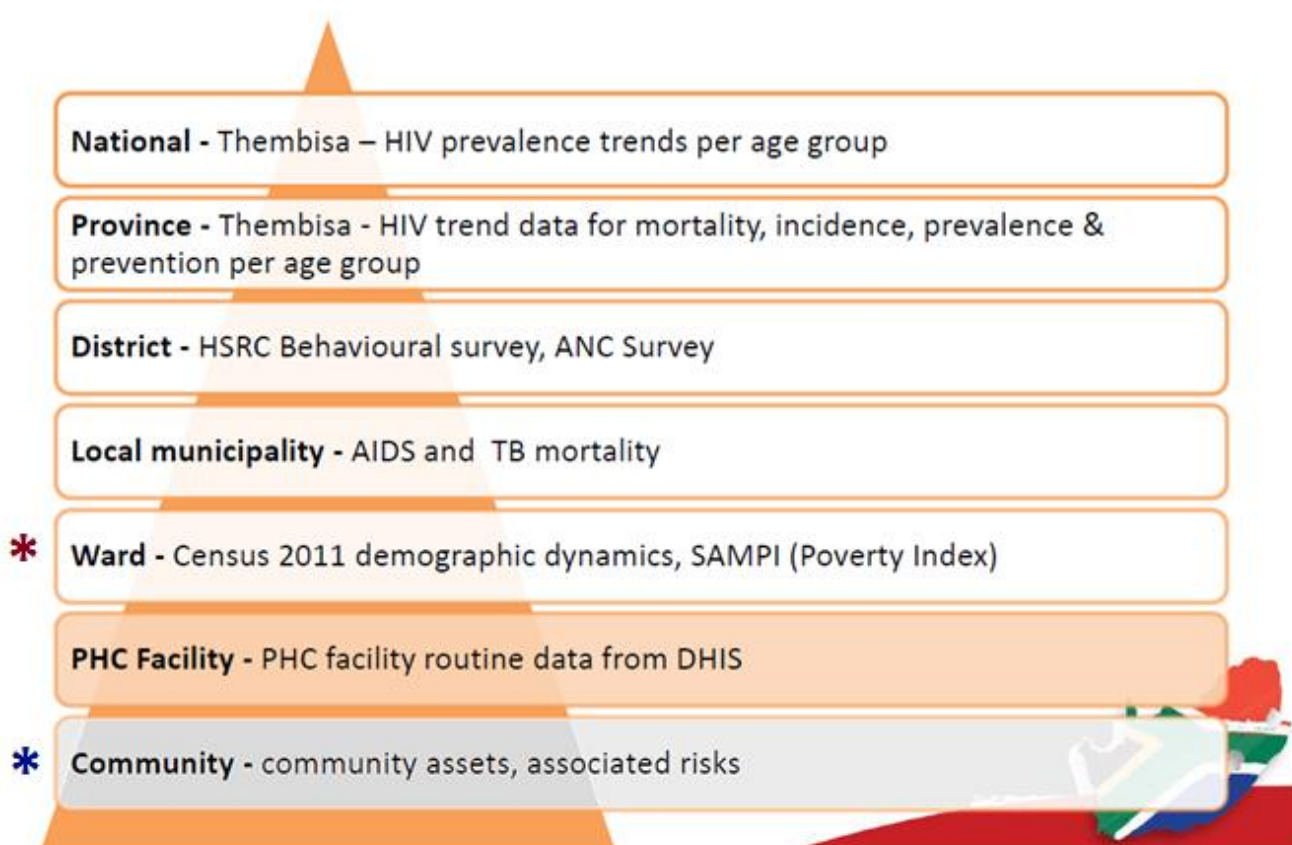 National - Thembisa – HIV prevalence trends per age group
Province - Thembisa - HIV trend data for mortality, incidence, prevalence &
prevention per age group
District - HSRC Behavioural survey, ANC Survey
Local municipality - AIDS and TB mortality
* Ward - Census 2011 demographic dynamics, SAMPI (Poverty Index)
PHC Facility - PHC facility routine data from DHIS
* Community - community assets, associated risks